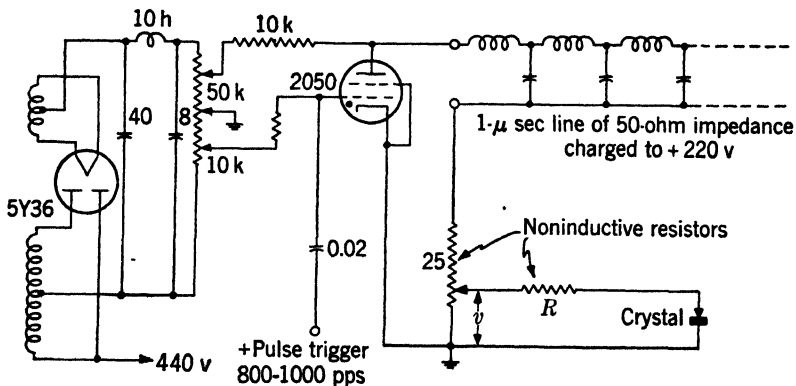 10 h
10 k
50 k
2050
40
8
10 k
1-μ sec line of 50-ohm impedance
charged to + 220 v
5Y36
Noninductive resistors
0.02
25
v
R
Crystal
+Pulse trigger
800-1000 pps
440 v